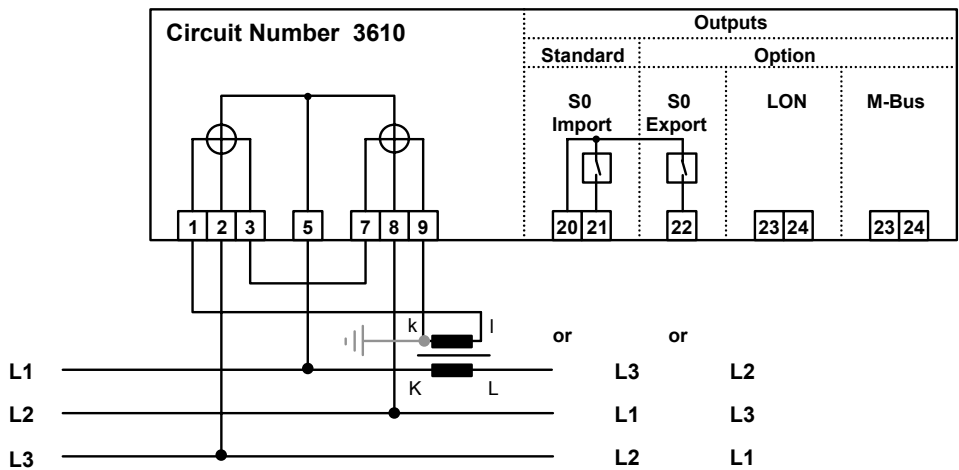 Circuit Number 3610
Outputs
Standard Option
S0 Import S0 Export LON M-Bus
1 2 3 5 7 8 9 20 21 22 23 24 23 24
k l
or or
L1 K L L3 L2
L2 L1 L3
L3 L2 L1